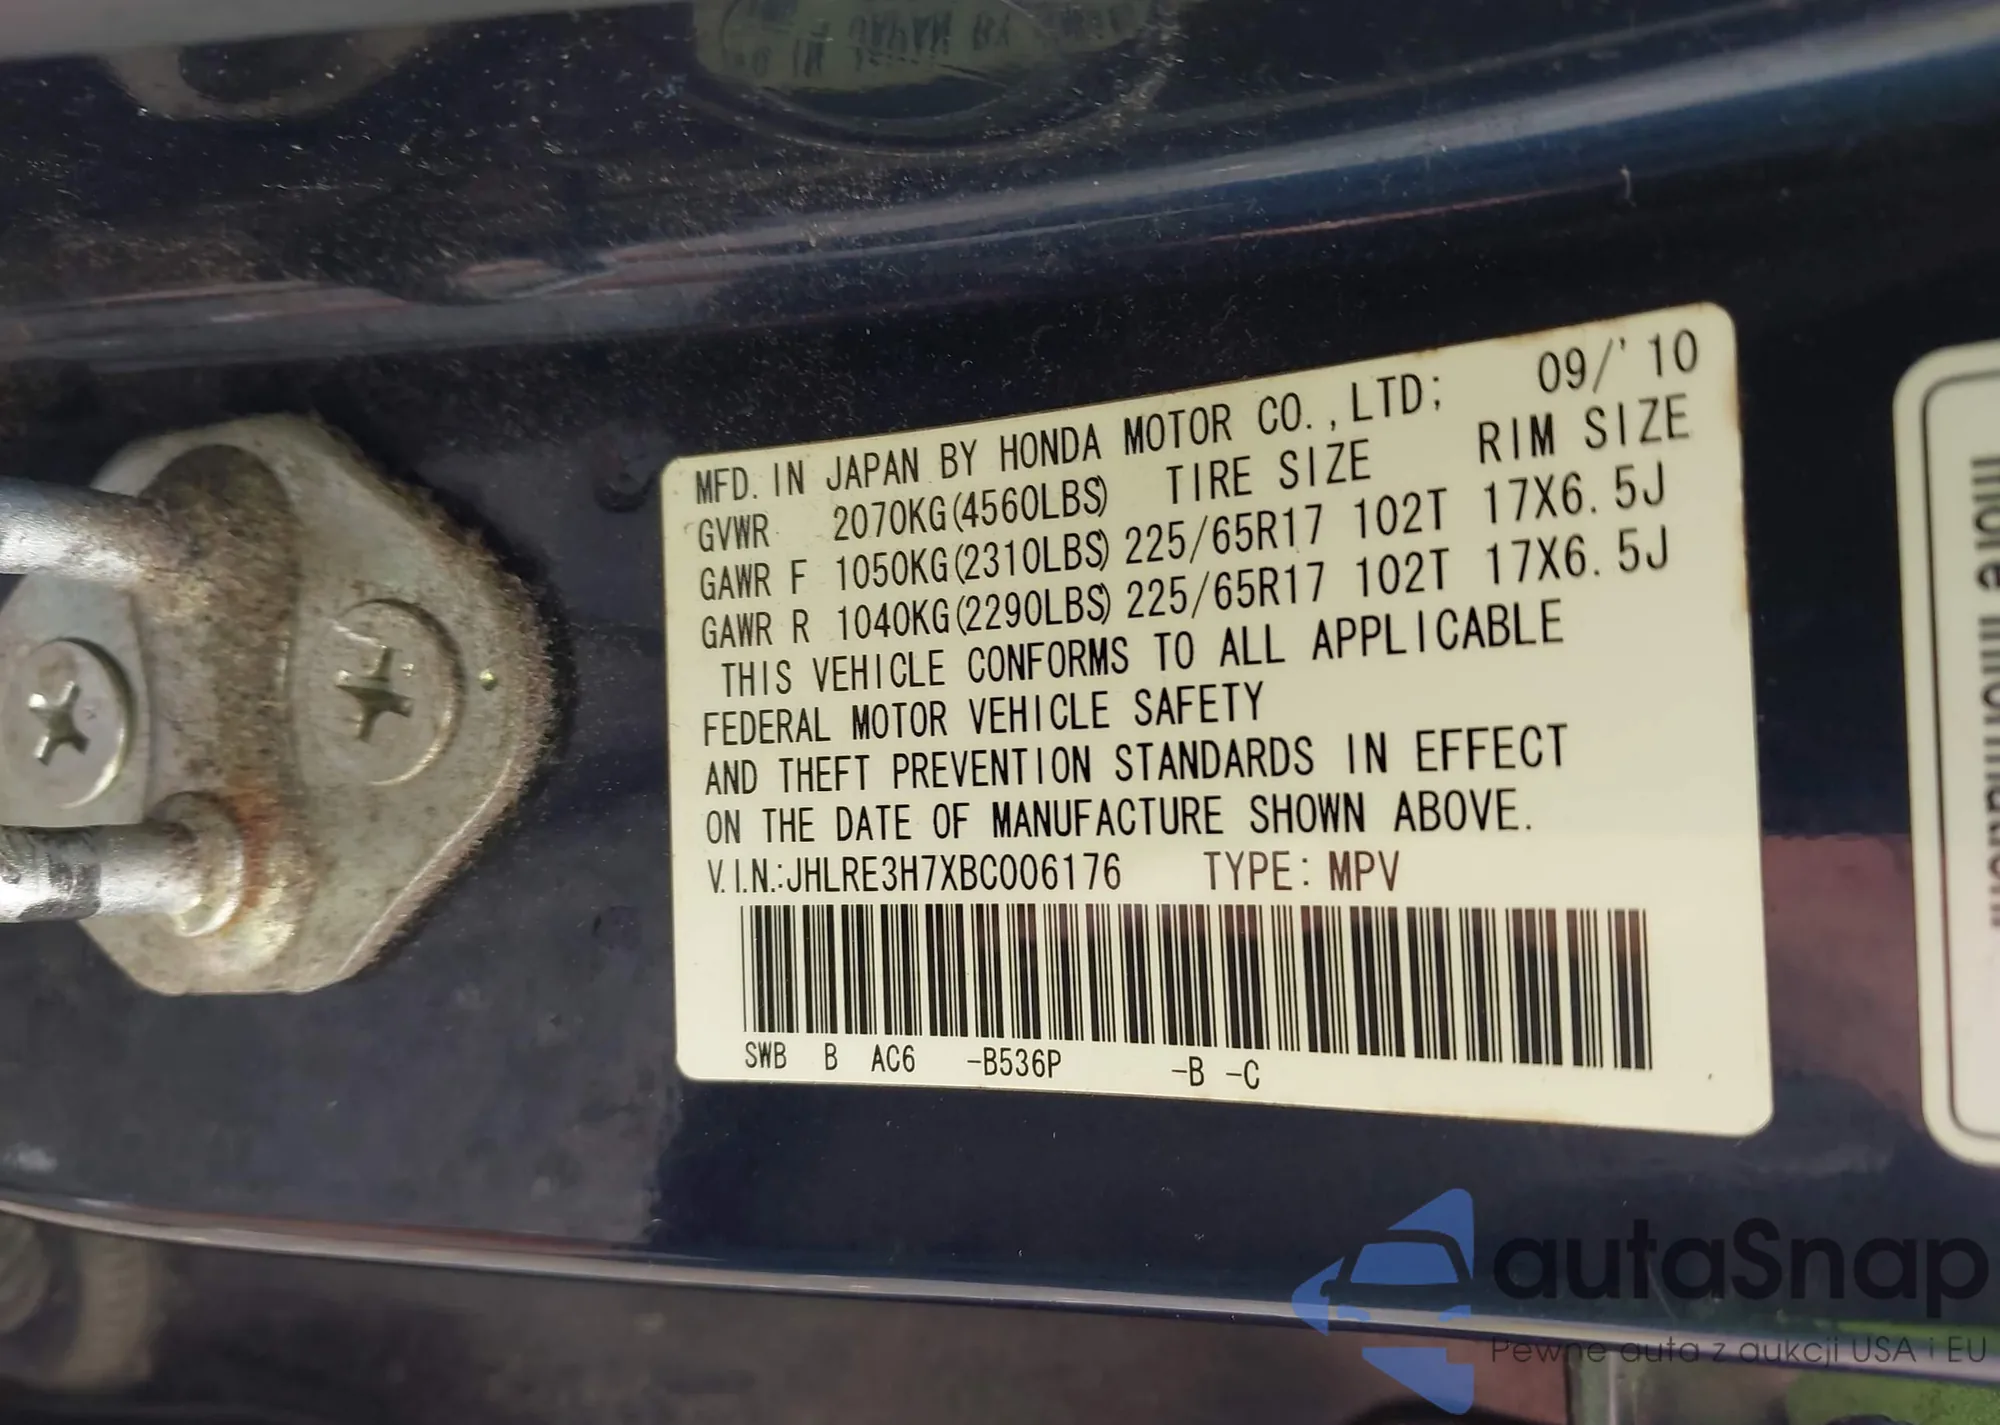 MFD. IN JAPAN BY HONDA MOTOR CO., LTD; 09/'10
GVWR 2070KG(4560LBS) TIRE SIZE RIM SIZE
GAWR F 1050KG(2310LBS) 225/65R17 102T 17X6.5J
GAWR R 1040KG(2290LBS) 225/65R17 102T 17X6.5J
THIS VEHICLE CONFORMS TO ALL APPLICABLE
FEDERAL MOTOR VEHICLE SAFETY
AND THEFT PREVENTION STANDARDS IN EFFECT
ON THE DATE OF MANUFACTURE SHOWN ABOVE.
V.I.N.:JHLRE3H7XBC006176 TYPE: MPV
SWB B AC6 -B536P -B -C
more information.
autaSnap
Pewne auta z aukcji USA i EU